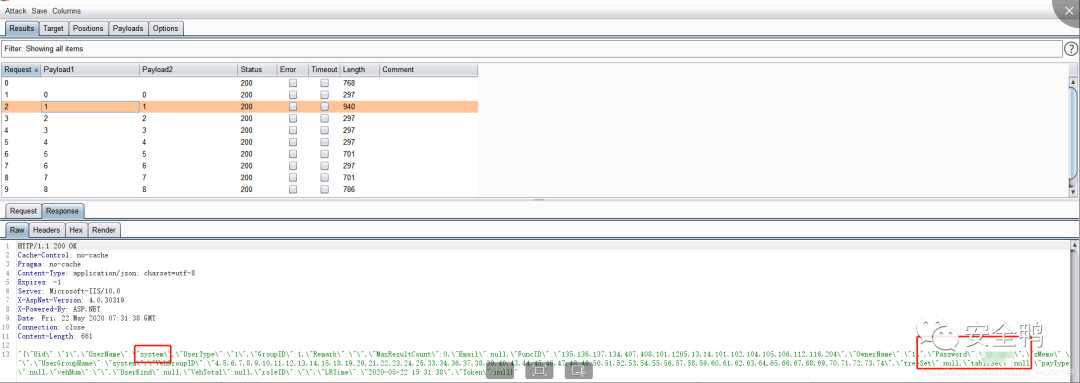 Attack Save Columns
Results Target Positions Payloads Options
Filter: Showing all items
?
Request Payload1 Payload2 Status Error Timeout Length Comment
0 200 768
1 0 0 200 297
2 1 1 200 940
3 2 2 200 297
4 3 3 200 297
5 4 4 200 297
6 5 5 200 701
7 6 6 200 297
8 7 7 200 701
9 8 8 200 786
Request Response
Raw Headers Hex Render
1 HTTP/1.1 200 OK
2 Cache-Control: no-cache
3 Pragma: no-cache
4 Content-Type: application/json; charset=utf-8
5 Expires: -1
6 Server: Microsoft-IIS/10.0
7 X-AspNet-Version: 4.0.30319
8 X-Powered-By: ASP.NET
9 Date: Fri, 22 May 2020 07:31:38 GMT
10 Connection: close
11 Content-Length: 661
12
13 "{\"Uid\":\"1\",\"UserName\":\"system\",\"UserType\":\"1\",\"GroupID\":1,\"Remark\":\"\",\"MaxResultCount\":0,\"Email\":null,\"FuncID\":\"135,136,137,134,407,408,101,1205,13,14,101,102,104,105,106,112,116,204\",\"OwnerName\":\"1\",\"Password\":\"
\",\"UserGroupName\":\"system\",\"VehGroupID\":\"4,5,6,7,8,9,10,11,12,13,14,15,18,19,20,21,22,23,24,25,33,34,36,37,38,39,40,43,44,45,46,47,48,49,50,51,52,53,54,55,56,57,58,59,60,61,62,63,64,65,66,67,68,69,70,71,72,73,74\",\"treeSet\":null,\"tableSet\":null,\"payType
\":null,\"vehNum\":\"\",\"UserKind\":null,\"VehTotal\":null,\"roleID\":\"\",\"LRTime\":\"2020-05-22 15:31:38\",\"Token\":null}"
安全鸭